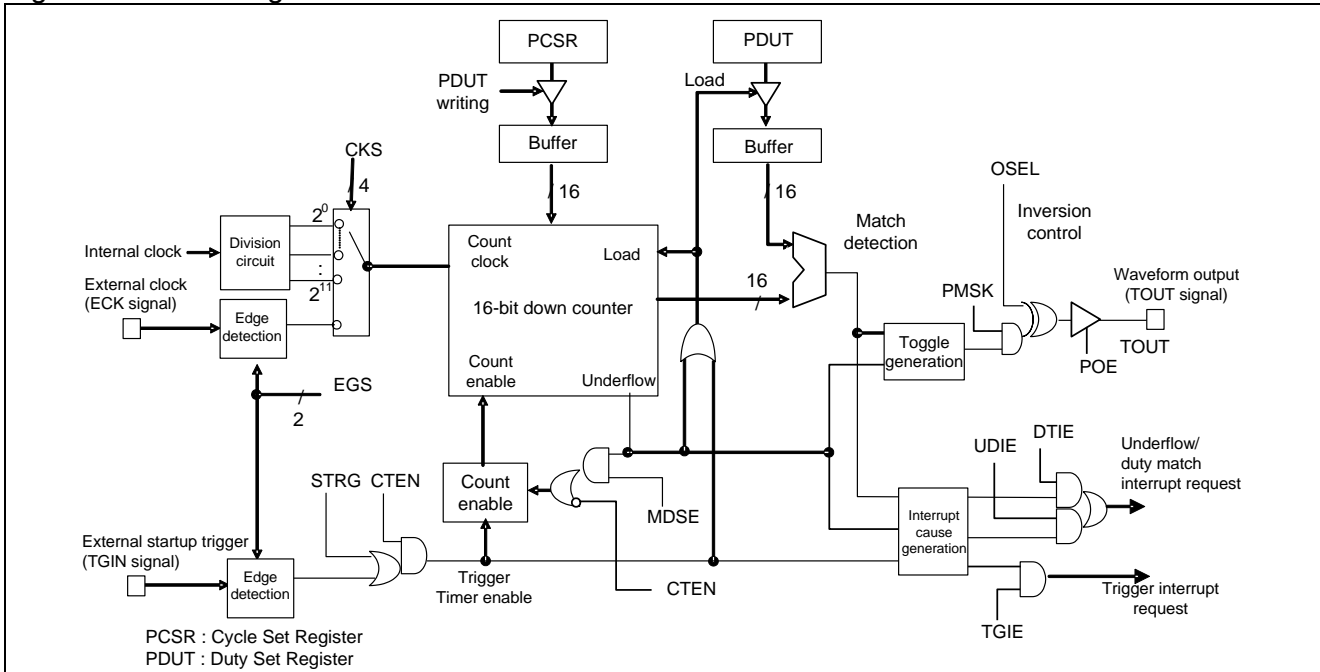 PCSR
PDUT
PDUT
writing
Load
Buffer
Buffer
CKS
4
16
16
OSEL
Inversion
control
2^0
Internal clock
Division
circuit
:
2^11
Count
clock
Load
Match
detection
External clock
(ECK signal)
16-bit down counter
16
Waveform output
(TOUT signal)
PMSK
Edge
detection
Toggle
generation
TOUT
POE
Count
enable
Underflow
EGS
2
DTIE
UDIE
Underflow/
duty match
interrupt request
STRG
CTEN
Count
enable
MDSE
Interrupt
cause
generation
External startup trigger
(TGIN signal)
Edge
detection
Trigger
Timer enable
CTEN
Trigger interrupt
request
TGIE
PCSR : Cycle Set Register
PDUT : Duty Set Register